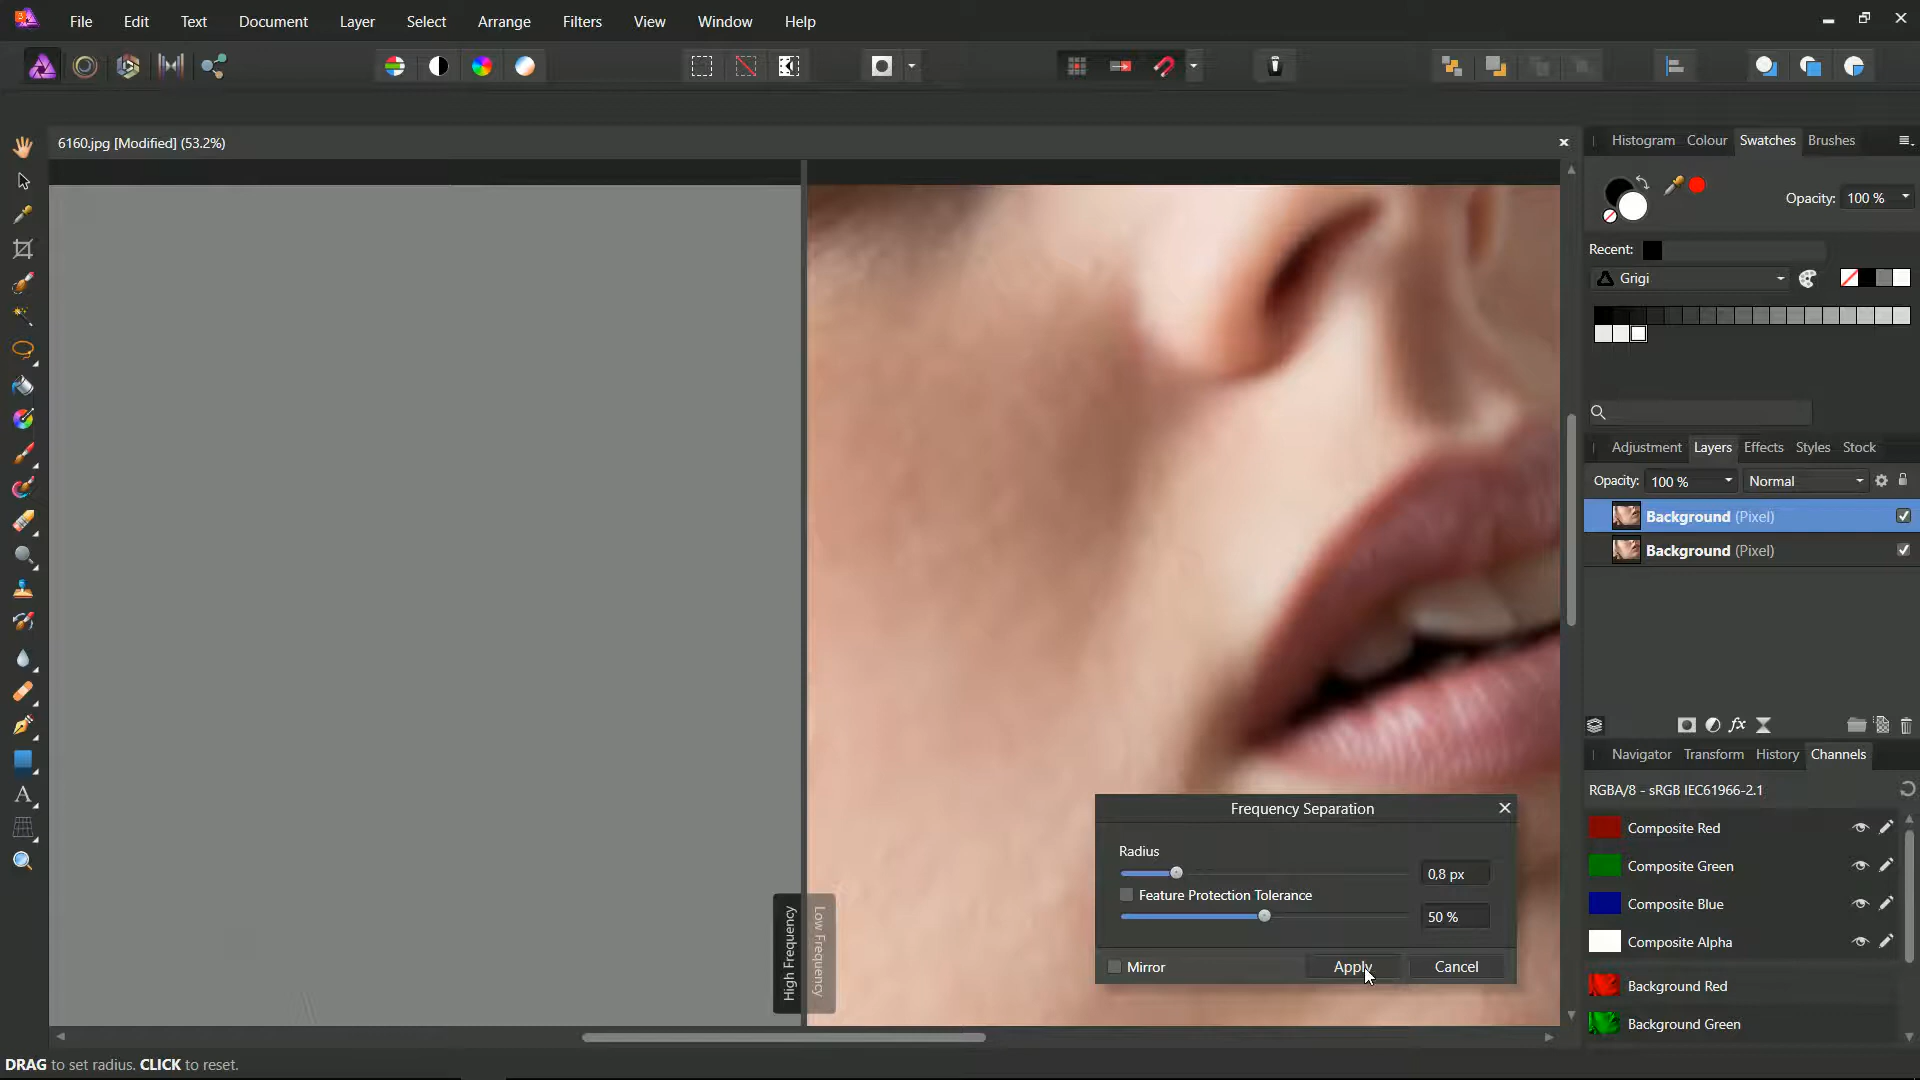 File Edit Text Document Layer Select Arrange Filters View Window Help
6160.jpg [Modified] (53.2%)
Histogram Colour Swatches Brushes
Opacity: 100 %
Recent:
Grigi
Adjustment Layers Effects Styles Stock
Opacity: 100 % Normal
Background (Pixel)
Background (Pixel)
fx
Navigator Transform History Channels
RGBA/8 - sRGB IEC61966-2.1
Composite Red
Composite Green
Composite Blue
Composite Alpha
Background Red
Background Green
High Frequency
Low Frequency
Frequency Separation
Radius
0,8 px
Feature Protection Tolerance
50 %
Mirror Apply Cancel
DRAG to set radius. CLICK to reset.